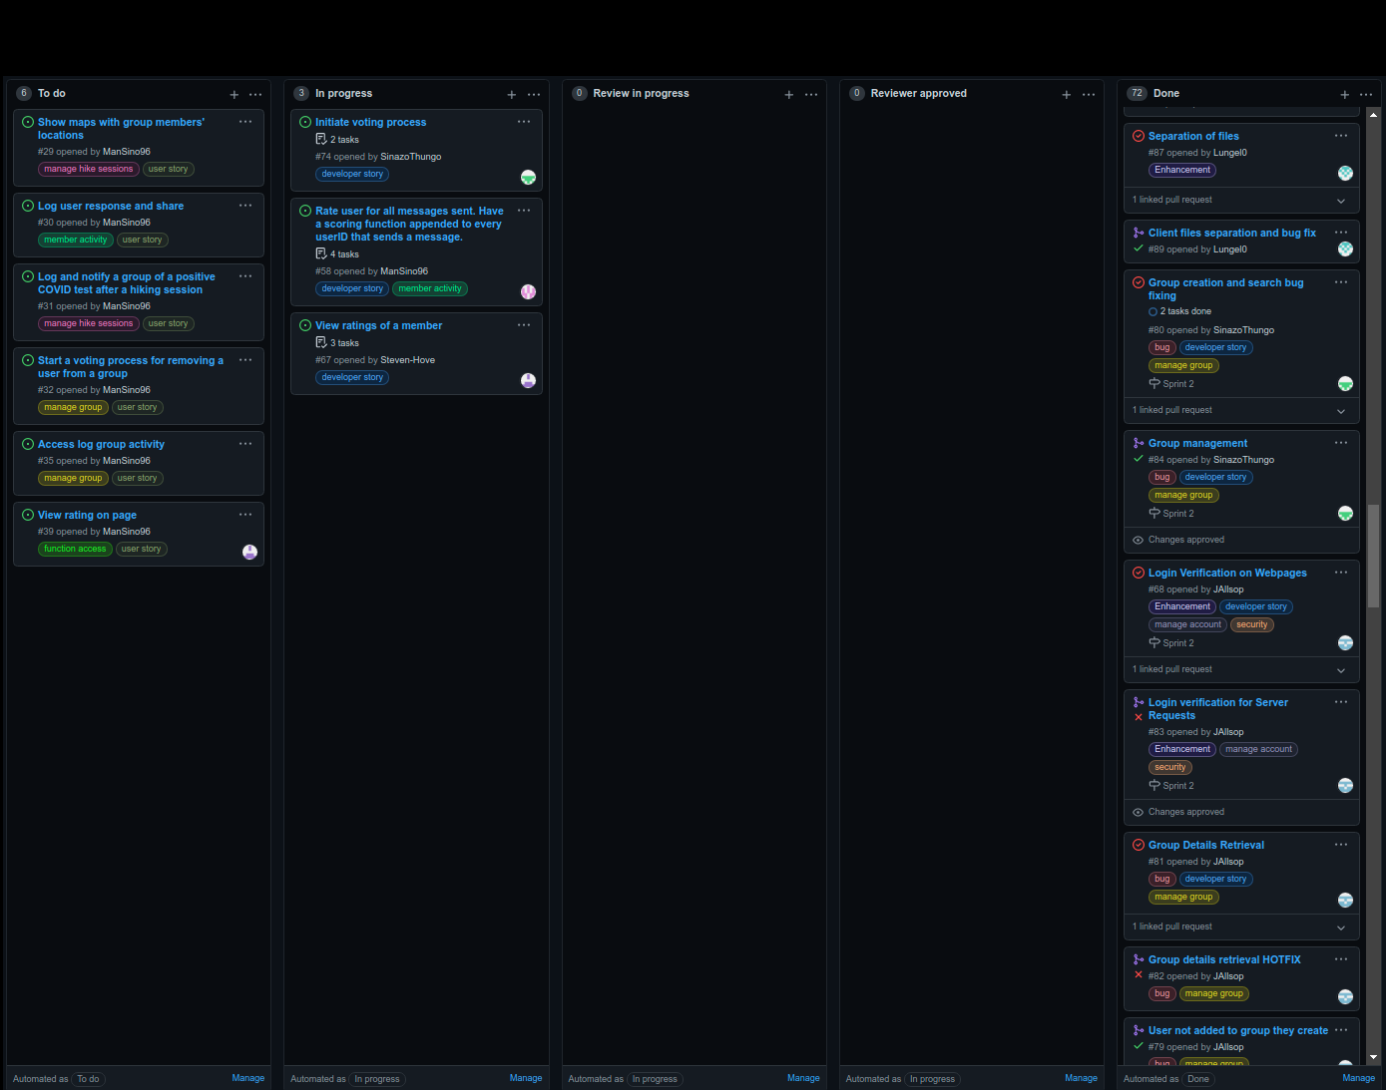 6 To do
Show maps with group members'
locations
#29 opened by ManSino96
manage hike sessions user story
Log user response and share
#30 opened by ManSino96
member activity user story
Log and notify a group of a positive
COVID test after a hiking session
#31 opened by ManSino96
manage hike sessions user story
Start a voting process for removing a
user from a group
#32 opened by ManSino96
manage group user story
Access log group activity
#35 opened by ManSino96
manage group user story
View rating on page
#39 opened by ManSino96
function access user story
Automated as To do Manage
3 In progress
Initiate voting process
2 tasks
#74 opened by SinazoThungo
developer story
Rate user for all messages sent. Have
a scoring function appended to every
userID that sends a message.
4 tasks
#58 opened by ManSino96
developer story member activity
View ratings of a member
3 tasks
#67 opened by Steven-Hove
developer story
Automated as In progress Manage
0 Review in progress
Automated as In progress Manage
0 Reviewer approved
Automated as In progress Manage
72 Done
Separation of files
#87 opened by Lungel0
Enhancement
1 linked pull request
Client files separation and bug fix
#89 opened by Lungel0
Group creation and search bug
fixing
2 tasks done
#80 opened by SinazoThungo
bug developer story
manage group
Sprint 2
1 linked pull request
Group management
#84 opened by SinazoThungo
bug developer story
manage group
Sprint 2
Changes approved
Login Verification on Webpages
#68 opened by JAllsop
Enhancement developer story
manage account security
Sprint 2
1 linked pull request
Login verification for Server
Requests
#83 opened by JAllsop
Enhancement manage account
security
Sprint 2
Changes approved
Group Details Retrieval
#81 opened by JAllsop
bug developer story
manage group
1 linked pull request
Group details retrieval HOTFIX
#82 opened by JAllsop
bug manage group
User not added to group they create
#79 opened by JAllsop
bug manage group
Automated as Done Manage